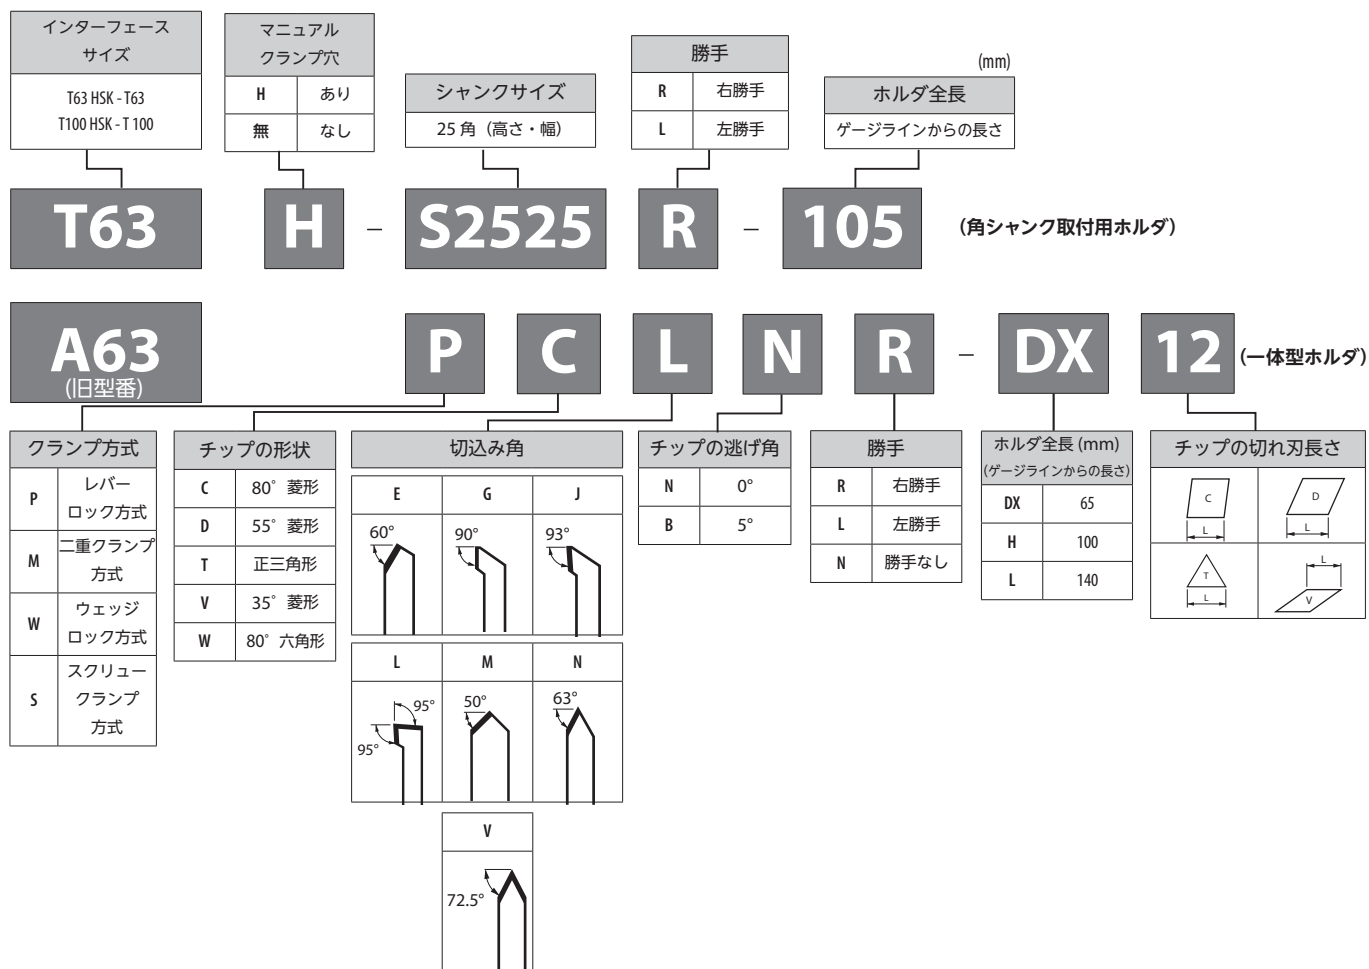 インターフェース
サイズ
T63 HSK - T63
T100 HSK - T 100
マニュアル
クランプ穴
H あり
無 なし
シャンクサイズ
25 角（高さ・幅）
勝手
R 右勝手
L 左勝手
(mm)
ホルダ全長
ゲージラインからの長さ
T63 H - S2525 R - 105 (角シャンク取付用ホルダ)
A63 P C L N R - DX 12 (一体型ホルダ)
(旧型番)
クランプ方式
P レバー
ロック方式
M 二重クランプ
方式
W ウェッジ
ロック方式
S スクリュー
クランプ
方式
チップの形状
C 80° 菱形
D 55° 菱形
T 正三角形
V 35° 菱形
W 80° 六角形
切込み角
E G J
60° 90° 93°
L M N
95° 50° 63°
95°
V
72.5°
チップの逃げ角
N 0°
B 5°
勝手
R 右勝手
L 左勝手
N 勝手なし
ホルダ全長 (mm)
(ゲージラインからの長さ)
DX 65
H 100
L 140
チップの切れ刃長さ
C D
L L
T L
L V